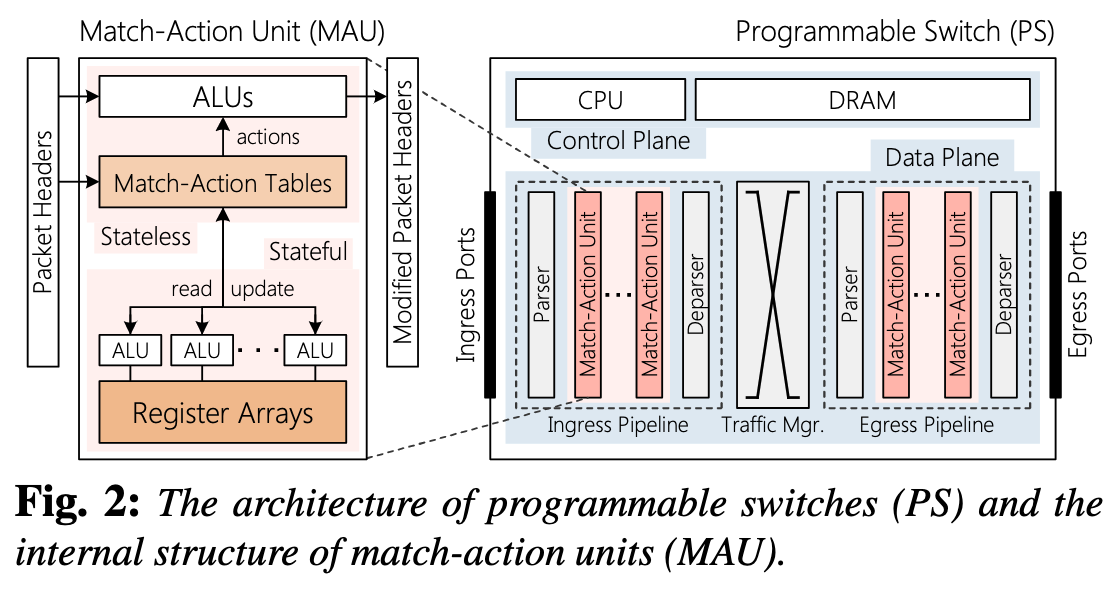 Match-Action Unit (MAU)
Packet Headers
ALUs
actions
Match-Action Tables
Stateless
Stateful
read update
ALU ALU ··· ALU
Register Arrays
Modified Packet Headers
Programmable Switch (PS)
CPU
DRAM
Control Plane
Data Plane
Ingress Ports
Parser
Match-Action Unit
···
Match-Action Unit
Deparser
Ingress Pipeline
Traffic Mgr.
Parser
Match-Action Unit
···
Match-Action Unit
Deparser
Egress Pipeline
Egress Ports
Fig. 2: The architecture of programmable switches (PS) and the
internal structure of match-action units (MAU).